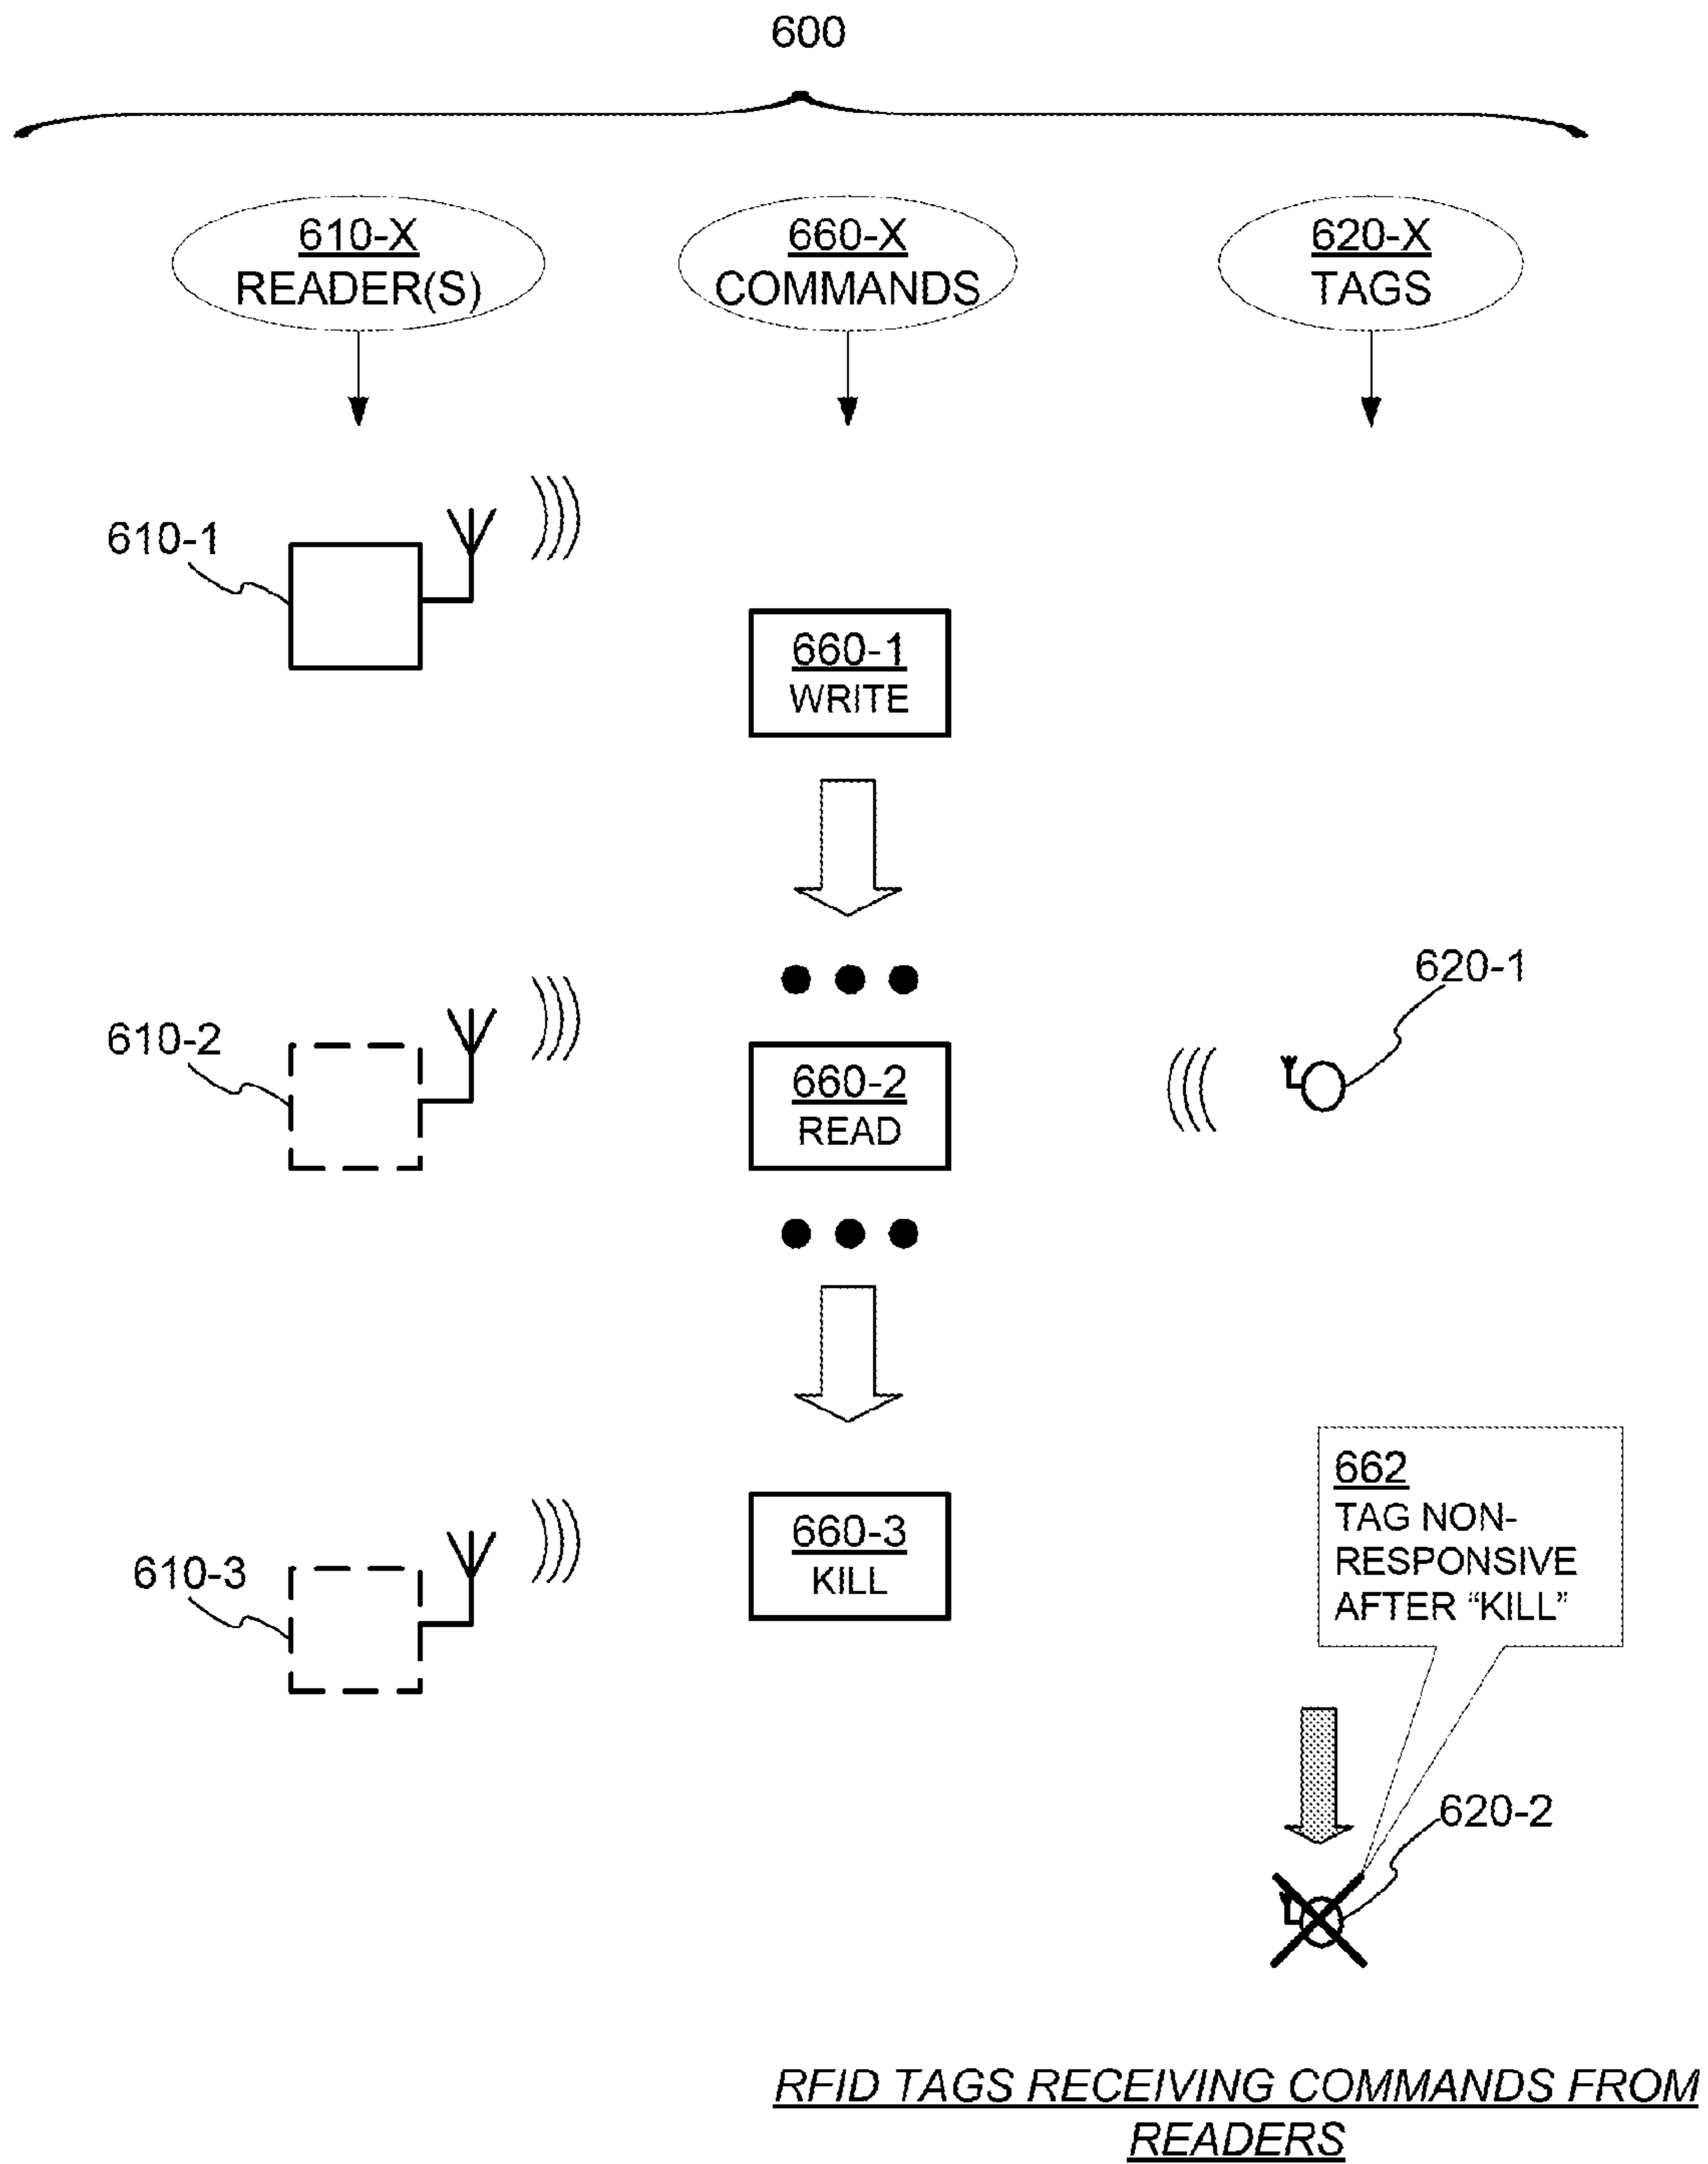 600
610-X
READER(S)
660-X
COMMANDS
620-X
TAGS
610-1
660-1
WRITE
610-2
660-2
READ
620-1
610-3
660-3
KILL
662
TAG NON-
RESPONSIVE
AFTER “KILL”
620-2
RFID TAGS RECEIVING COMMANDS FROM
READERS